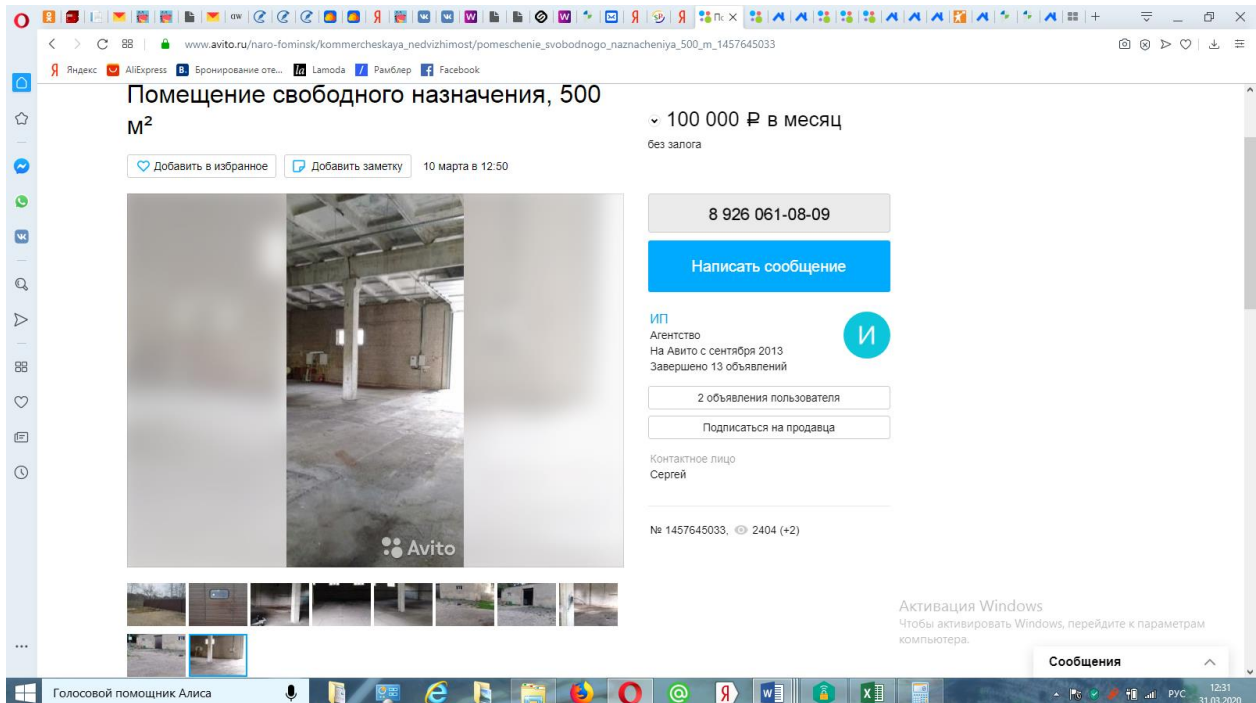 aw
Пс
www.avito.ru/naro-fominsk/kommercheskaya_nedvizhimost/pomeschenie_svobodnogo_naznacheniya_500_m_1457645033
Яндекс AliExpress Бронирование оте... Lamoda Рамблер Facebook
Помещение свободного назначения, 500
м²
100 000 ₽ в месяц
без залога
Добавить в избранное Добавить заметку 10 марта в 12:50
8 926 061-08-09
Написать сообщение
ИП
И
Агентство
На Авито с сентября 2013
Завершено 13 объявлений
2 объявления пользователя
Подписаться на продавца
Контактное лицо
Сергей
№ 1457645033, 2404 (+2)
Avito
Активация Windows
Чтобы активировать Windows, перейдите к параметрам
компьютера.
Сообщения
Голосовой помощник Алиса
РУС
12:31
31.03.2020